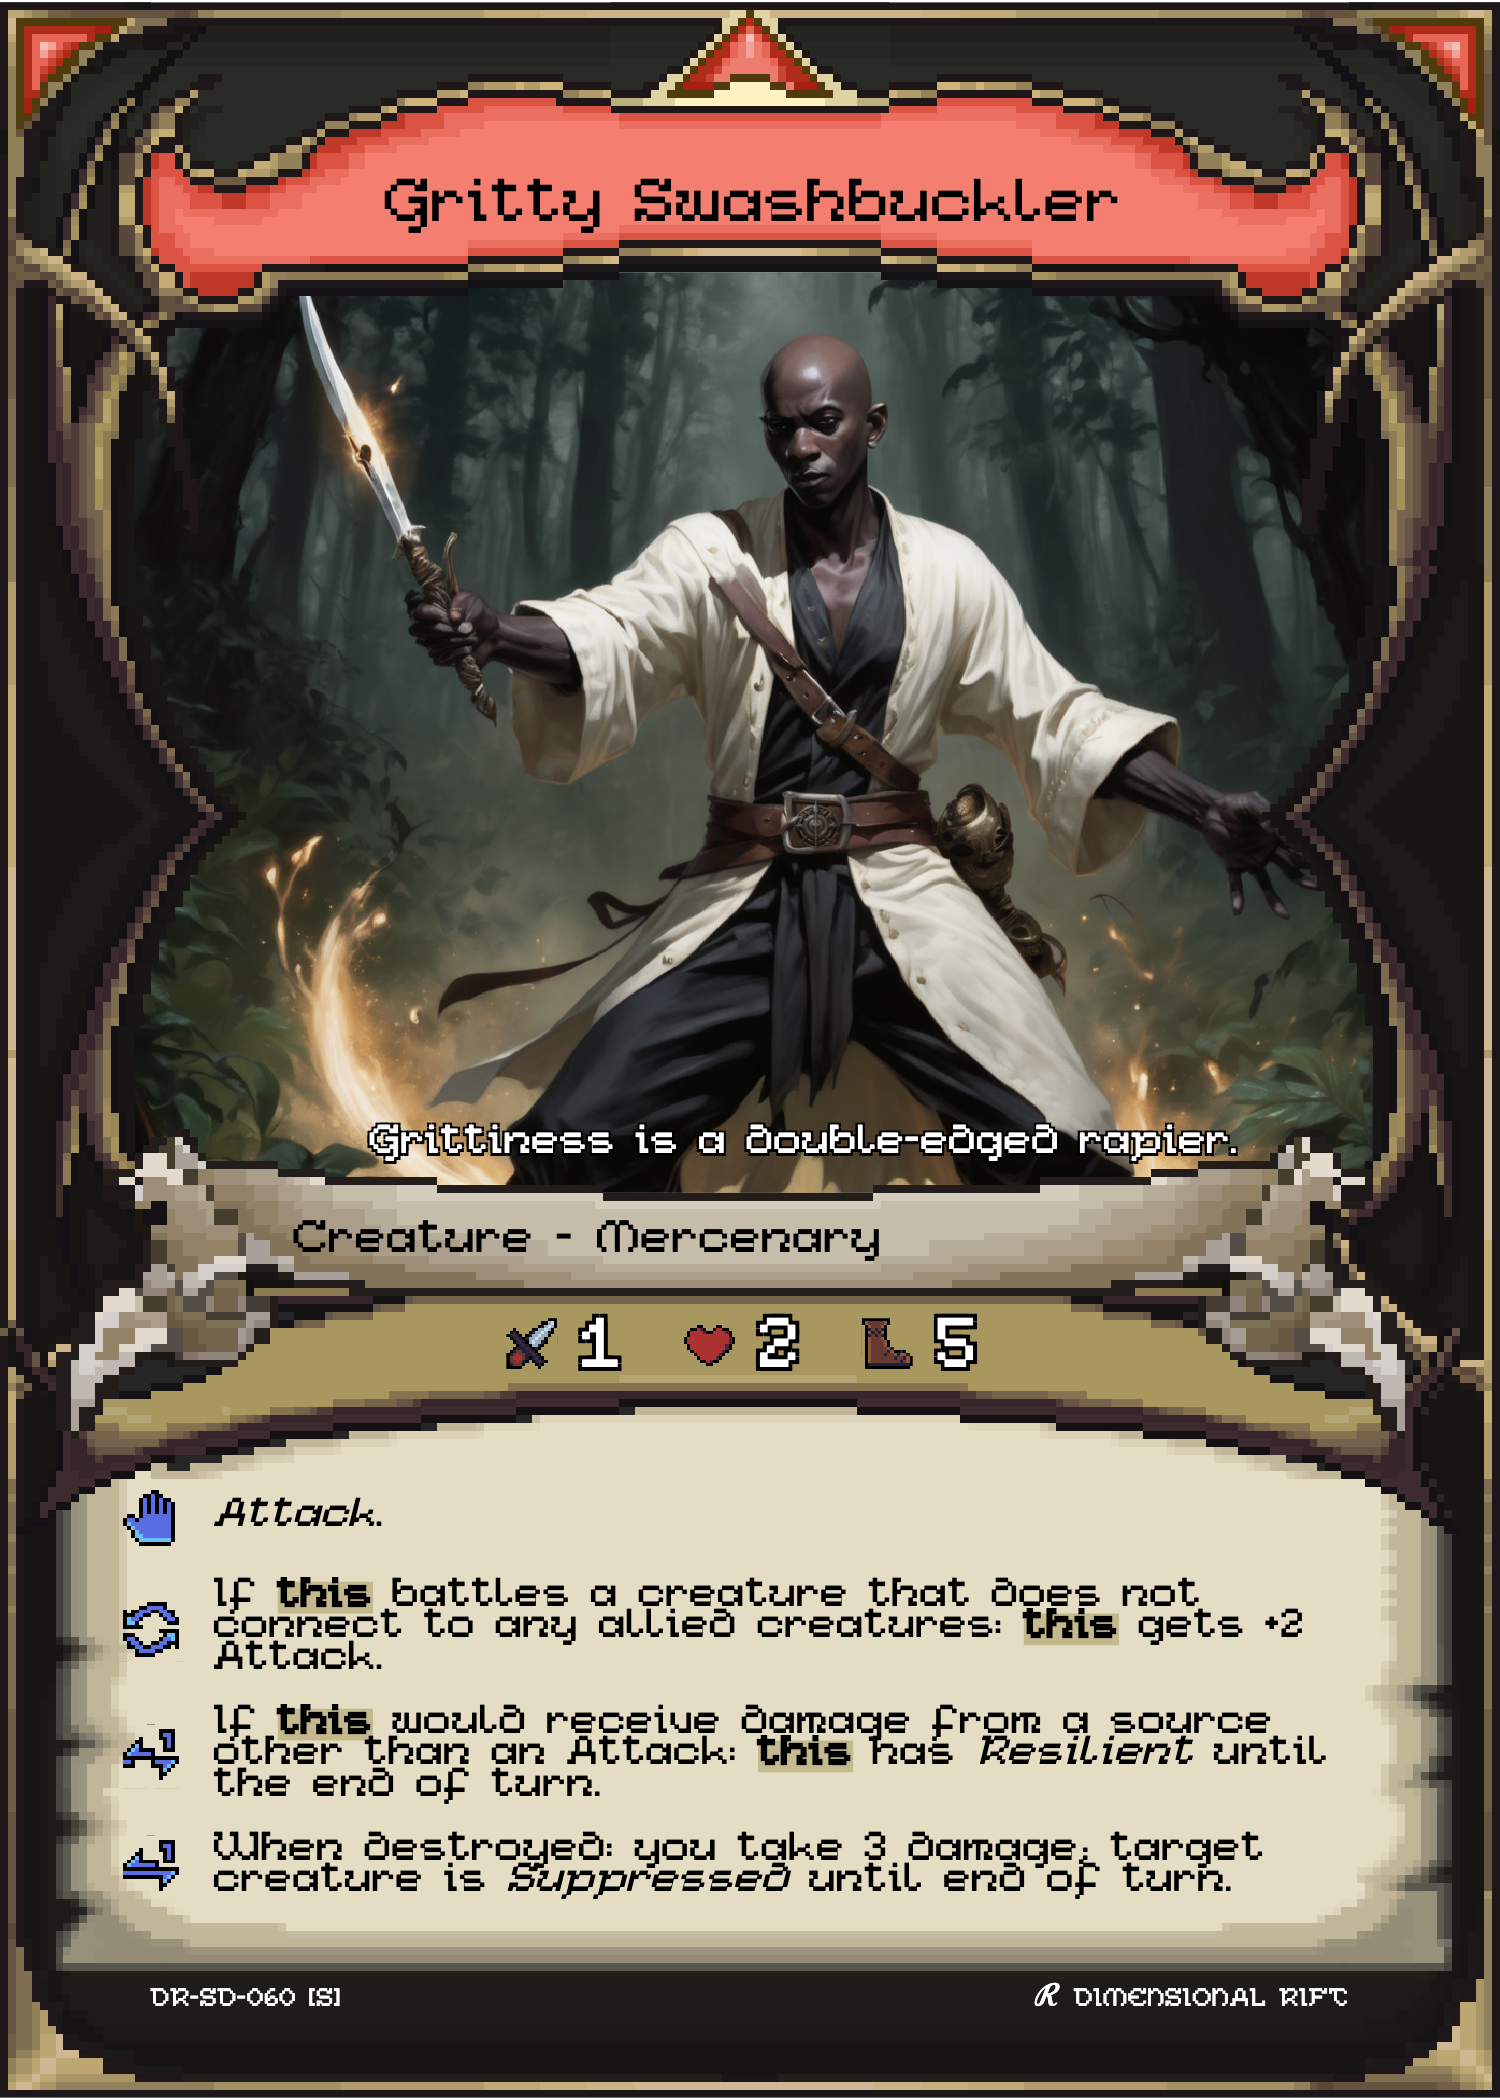 Gritty Swashbuckler
Grittiness is a double-edged rapier.
Creature - Mercenary
1 2 5
Attack.
If this battles a creature that does not
connect to any allied creatures: this gets +2
Attack.
If this would receive damage from a source
other than an Attack: this has Resilient until
the end of turn.
When destroyed: you take 3 damage; target
creature is Suppressed until end of turn.
DR-SD-060 [S]
R DIMENSIONAL RIFT